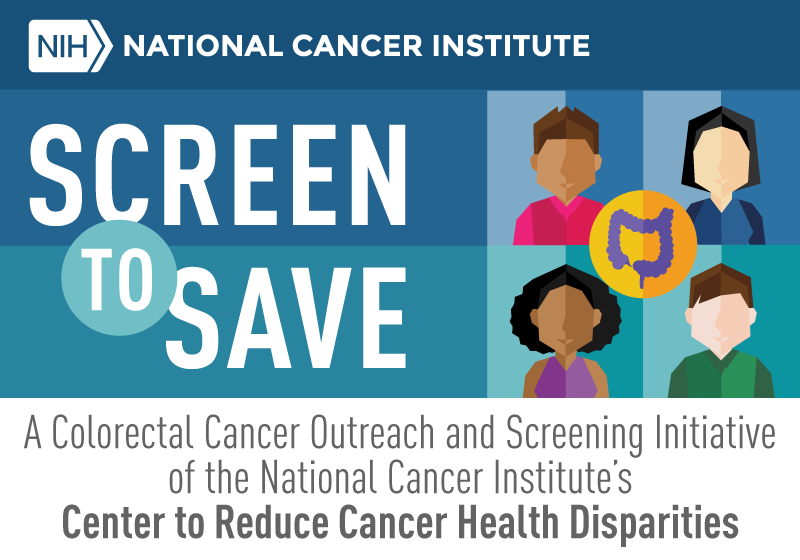 NIH NATIONAL CANCER INSTITUTE
SCREEN
TO
SAVE
A Colorectal Cancer Outreach and Screening Initiative
of the National Cancer Institute's
Center to Reduce Cancer Health Disparities